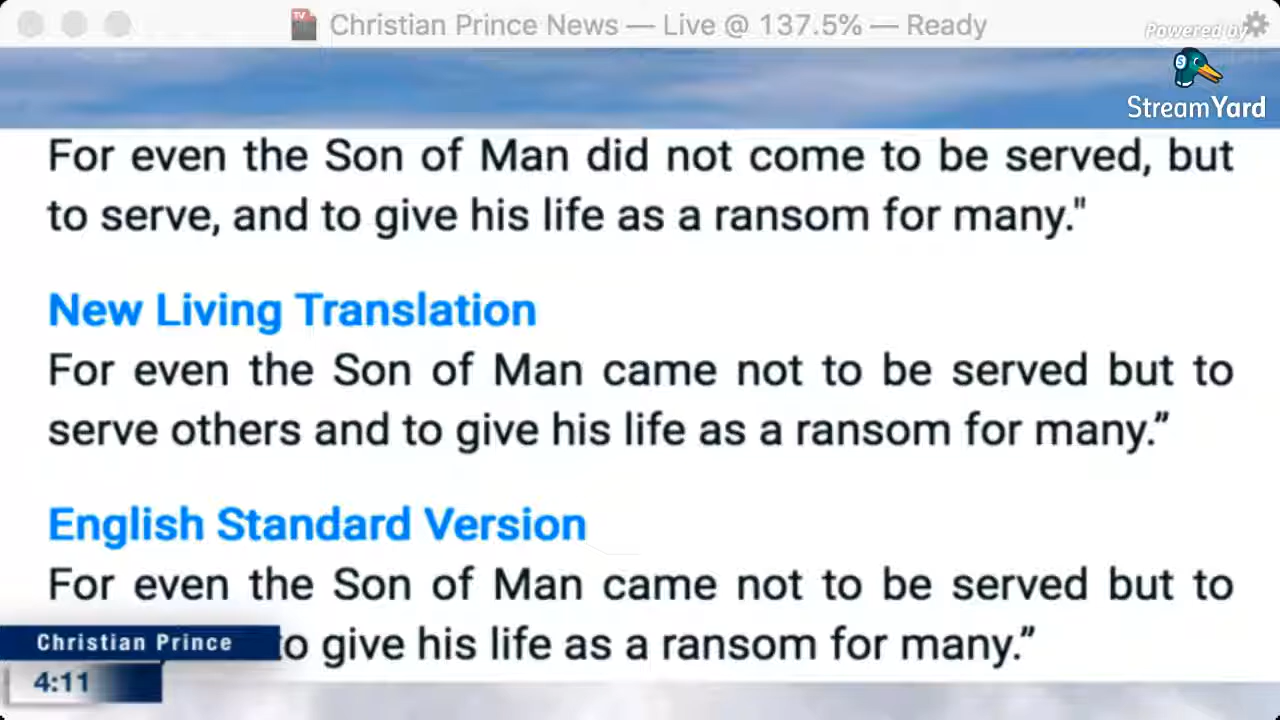 Christian Prince News — Live @ 137.5% — Ready
Powered by
StreamYard
For even the Son of Man did not come to be served, but
to serve, and to give his life as a ransom for many."
New Living Translation
For even the Son of Man came not to be served but to
serve others and to give his life as a ransom for many.”
English Standard Version
For even the Son of Man came not to be served but to
to give his life as a ransom for many.”
Christian Prince
4:11